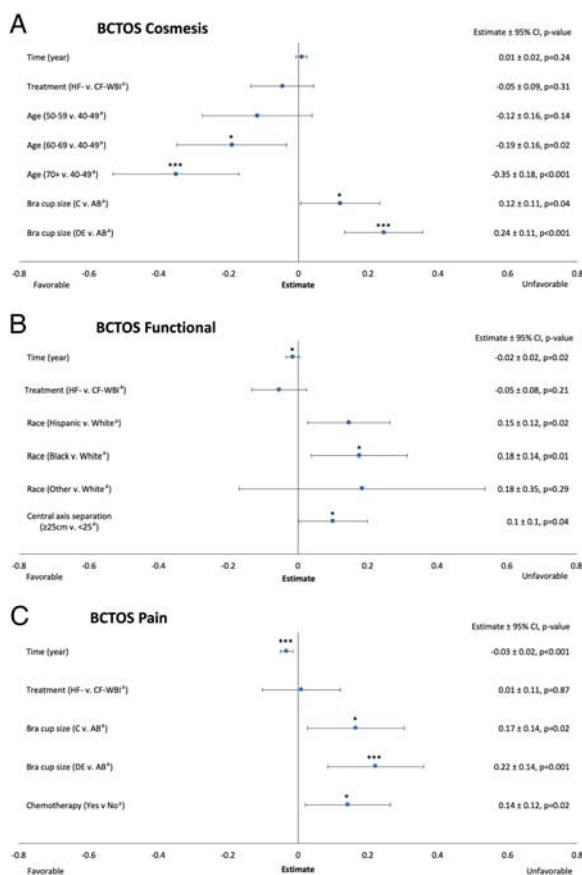 A
BCTOS Cosmesis
Estimate ± 95% CI, p-value
Time (year)
0.01 ± 0.02, p=0.24
Treatment (HF- v. CF-WBIª)
-0.05 ± 0.09, p=0.31
Age (50-59 v. 40-49ª)
-0.12 ± 0.16, p=0.14
*
Age (60-69 v. 40-49ª)
-0.19 ± 0.16, p=0.02
***
Age (70+ v. 40-49ª)
-0.35 ± 0.18, p<0.001
*
Bra cup size (C v. ABª)
0.12 ± 0.11, p=0.04
***
Bra cup size (DE v. ABª)
0.24 ± 0.11, p<0.001
-0.8 -0.6 -0.4 -0.2 0 0.2 0.4 0.6 0.8
Favorable Estimate Unfavorable
B
BCTOS Functional
Estimate ± 95% CI, p-value
*
Time (year)
-0.02 ± 0.02, p=0.02
Treatment (HF- v. CF-WBIª)
-0.05 ± 0.08, p=0.21
Race (Hispanic v. Whiteª)
0.15 ± 0.12, p=0.02
*
Race (Black v. Whiteª)
0.18 ± 0.14, p=0.01
Race (Other v. Whiteª)
0.18 ± 0.35, p=0.29
*
Central axis separation
(≥25cm v. <25ª)
0.1 ± 0.1, p=0.04
-0.8 -0.6 -0.4 -0.2 0 0.2 0.4 0.6 0.8
Favorable Estimate Unfavorable
C
BCTOS Pain
Estimate ± 95% CI, p-value
***
Time (year)
-0.03 ± 0.02, p<0.001
Treatment (HF- v. CF-WBIª)
0.01 ± 0.11, p=0.87
*
Bra cup size (C v. ABª)
0.17 ± 0.14, p=0.02
***
Bra cup size (DE v. ABª)
0.22 ± 0.14, p=0.001
*
Chemotherapy (Yes v Noª)
0.14 ± 0.12, p=0.02
-0.8 -0.6 -0.4 -0.2 0 0.2 0.4 0.6 0.8
Favorable Estimate Unfavorable